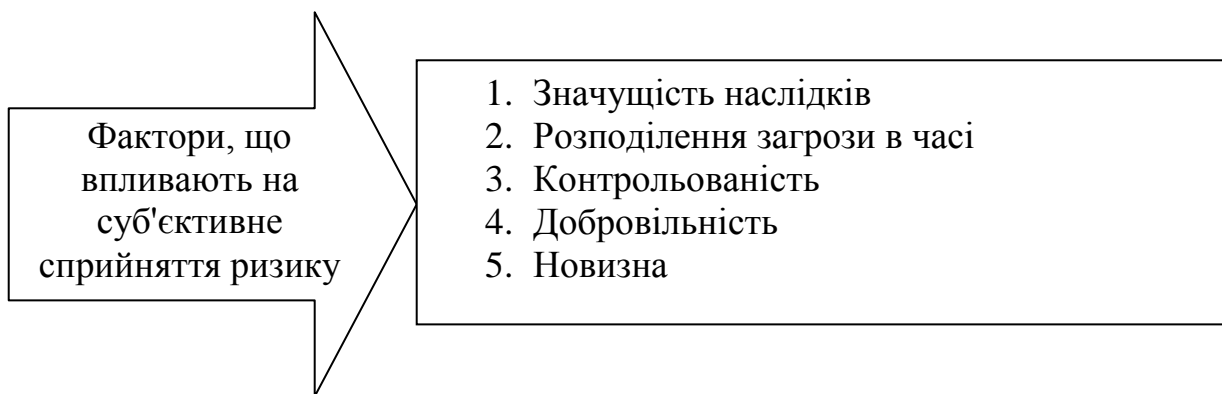 Фактори, що
впливають на
суб'єктивне
сприйняття ризику
1. Значущість наслідків
2. Розподілення загрози в часі
3. Контрольованість
4. Добровільність
5. Новизна